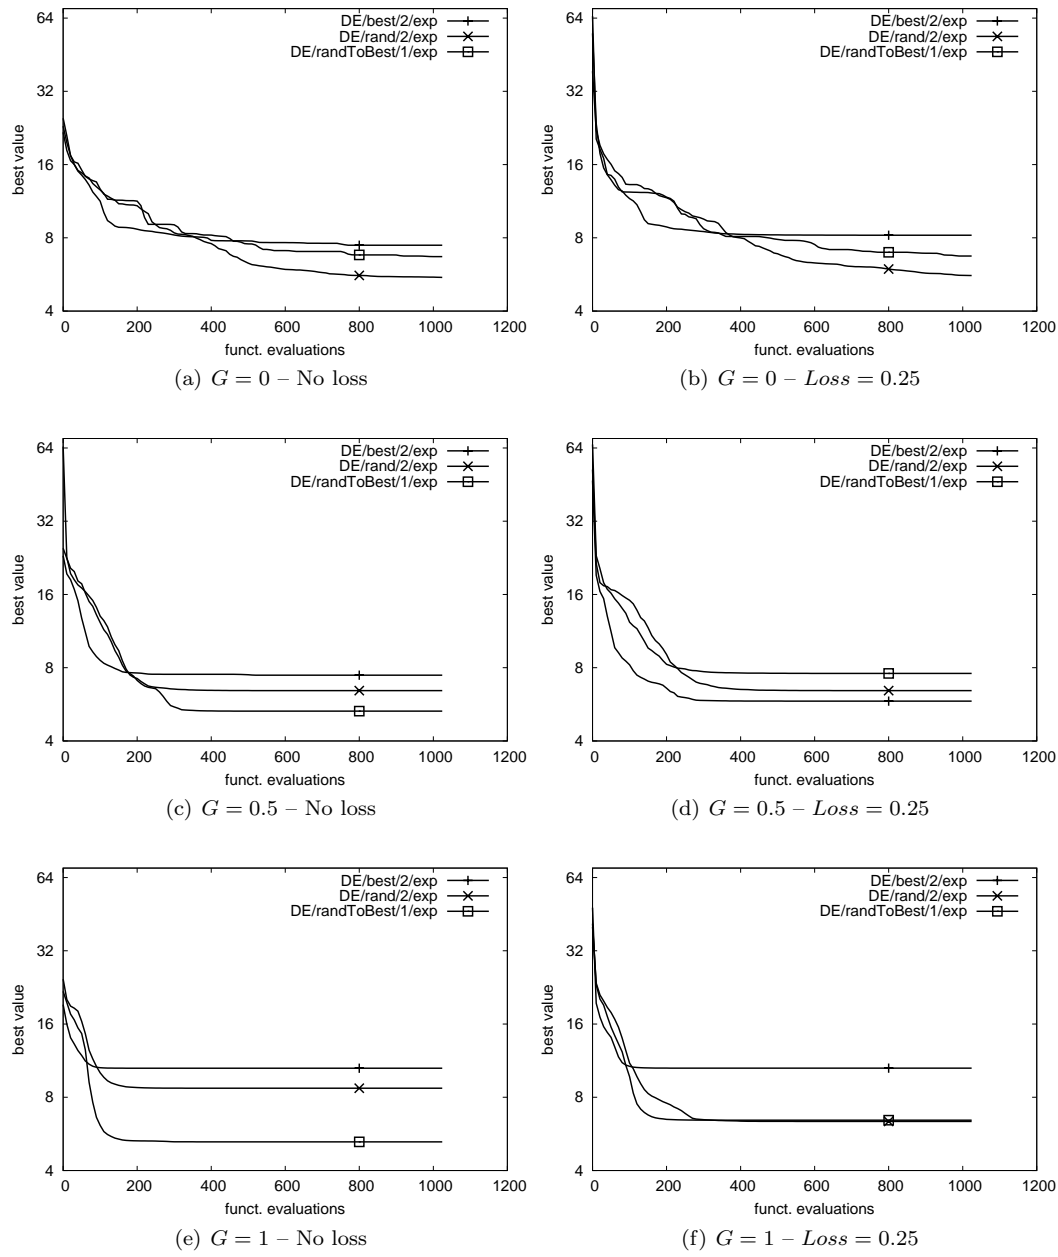 64
32
16
8
4
best value
DE/best/2/exp
DE/rand/2/exp
DE/randToBest/1/exp
0 200 400 600 800 1000 1200
funct. evaluations
(a) G = 0 – No loss
64
32
16
8
4
best value
DE/best/2/exp
DE/rand/2/exp
DE/randToBest/1/exp
0 200 400 600 800 1000 1200
funct. evaluations
(b) G = 0 – Loss = 0.25
64
32
16
8
4
best value
DE/best/2/exp
DE/rand/2/exp
DE/randToBest/1/exp
0 200 400 600 800 1000 1200
funct. evaluations
(c) G = 0.5 – No loss
64
32
16
8
4
best value
DE/best/2/exp
DE/rand/2/exp
DE/randToBest/1/exp
0 200 400 600 800 1000 1200
funct. evaluations
(d) G = 0.5 – Loss = 0.25
64
32
16
8
4
best value
DE/best/2/exp
DE/rand/2/exp
DE/randToBest/1/exp
0 200 400 600 800 1000 1200
funct. evaluations
(e) G = 1 – No loss
64
32
16
8
4
best value
DE/best/2/exp
DE/rand/2/exp
DE/randToBest/1/exp
0 200 400 600 800 1000 1200
funct. evaluations
(f) G = 1 – Loss = 0.25